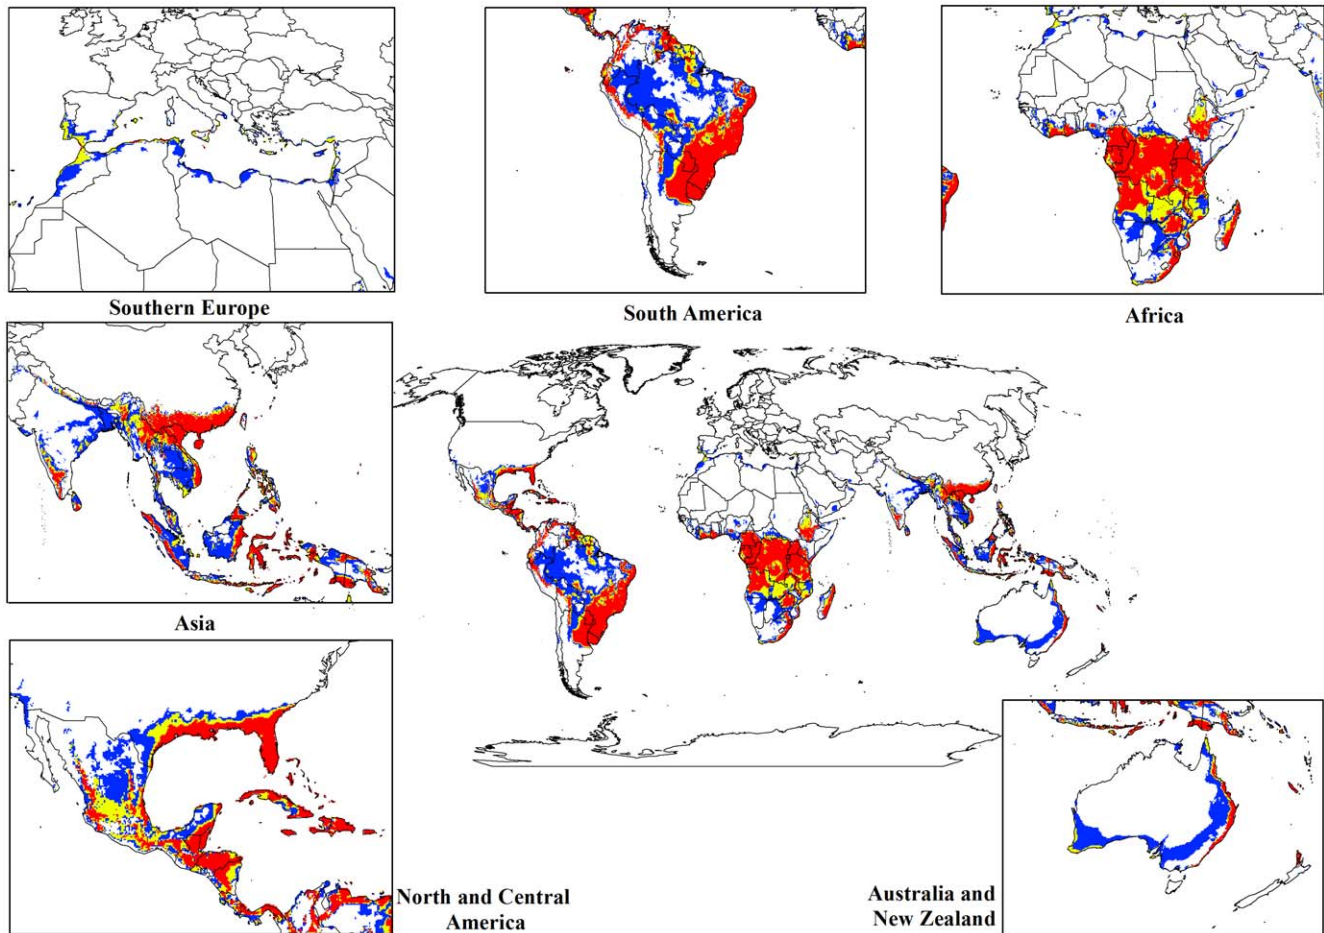 Southern Europe
South America
Africa
Asia
North and Central
America
Australia and
New Zealand